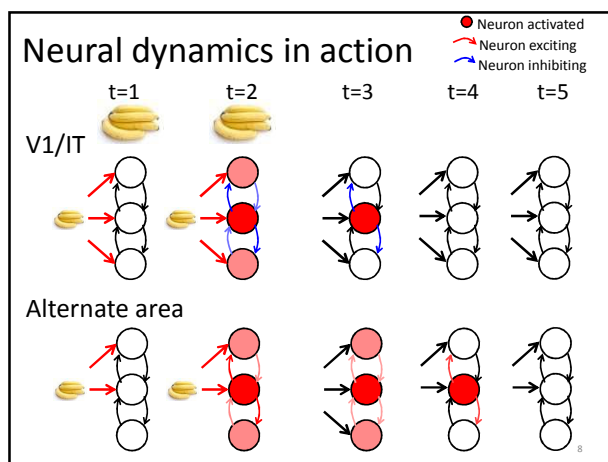 Neural dynamics in action
Neuron activated
Neuron exciting
Neuron inhibiting
t=1 t=2 t=3 t=4 t=5
V1/IT
Alternate area
8